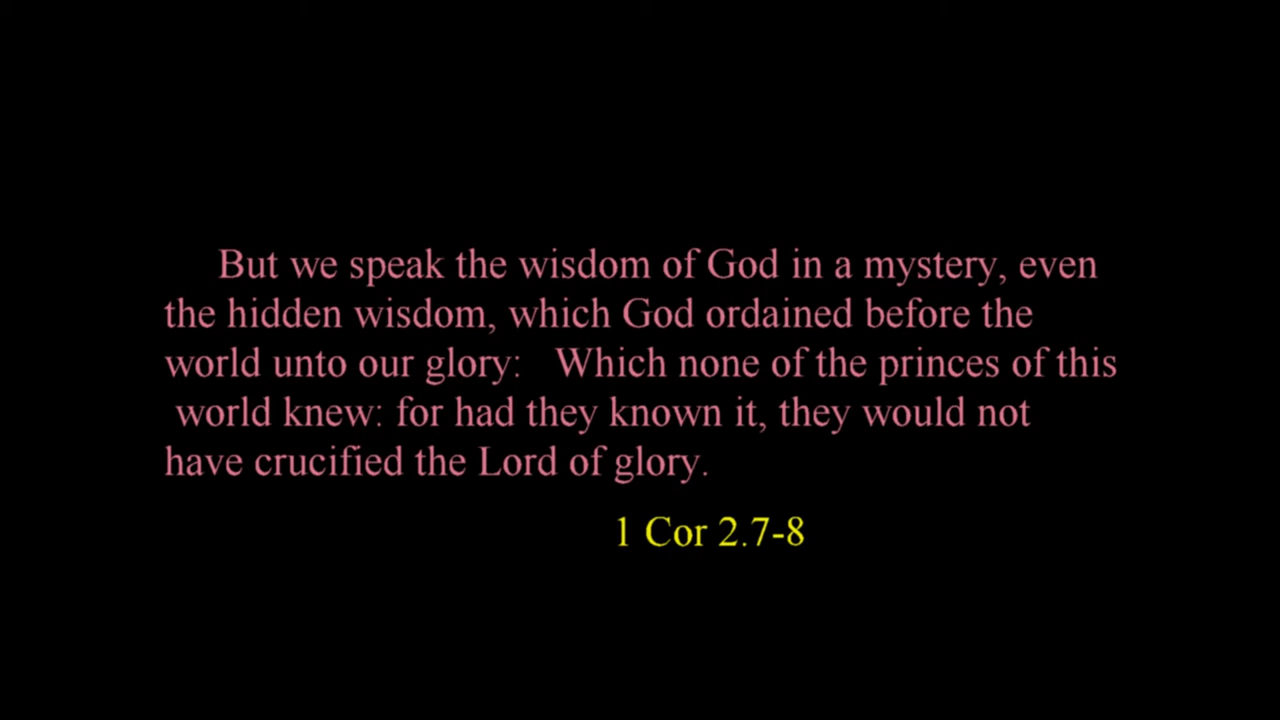 But we speak the wisdom of God in a mystery, even
the hidden wisdom, which God ordained before the
world unto our glory: Which none of the princes of this
world knew: for had they known it, they would not
have crucified the Lord of glory.
1 Cor 2.7-8